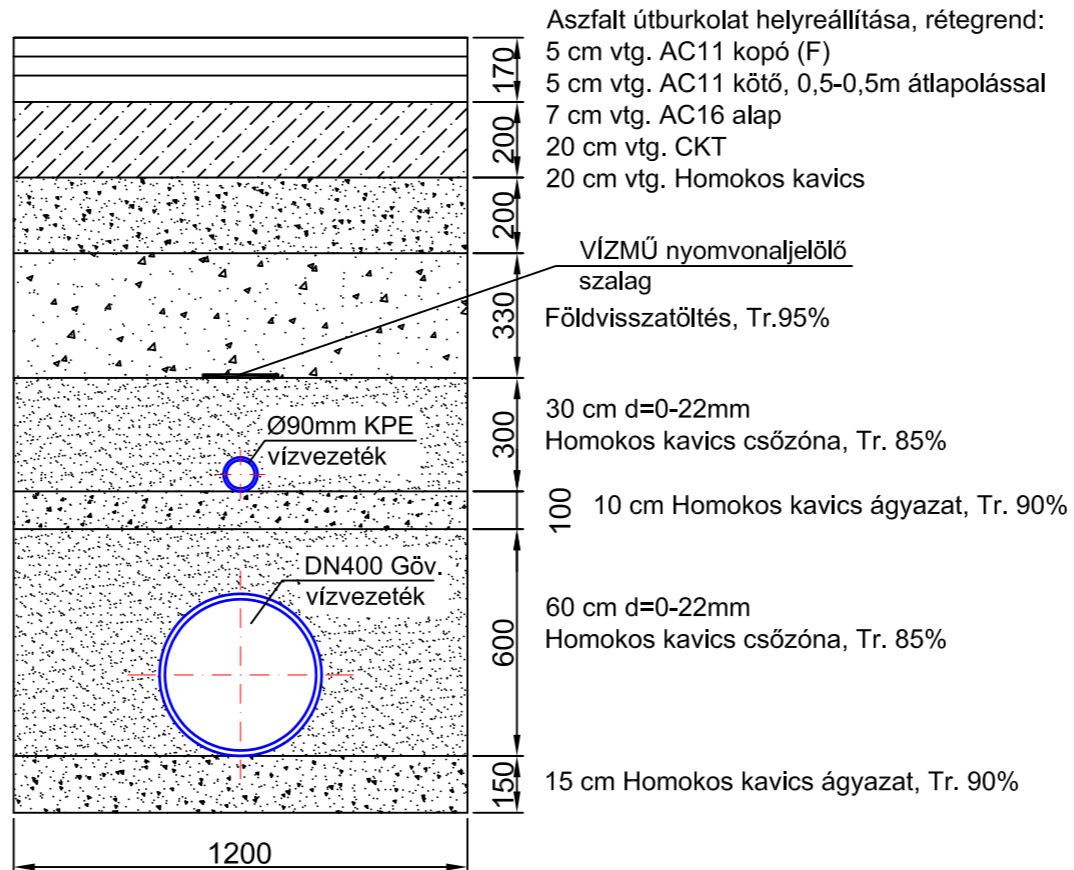 Aszfalt útburkolat helyreállítása, rétegrend:
5 cm vtg. AC11 kopó (F)
5 cm vtg. AC11 kötő, 0,5-0,5m átlapolással
7 cm vtg. AC16 alap
20 cm vtg. CKT
20 cm vtg. Homokos kavics
170
200
200
VÍZMŰ nyomvonaljelölő
szalag
330
Földvisszatöltés, Tr.95%
300
Ø90mm KPE
vízvezeték
30 cm d=0-22mm
Homokos kavics csőzóna, Tr. 85%
100
10 cm Homokos kavics ágyazat, Tr. 90%
DN400 Göv.
vízvezeték
600
60 cm d=0-22mm
Homokos kavics csőzóna, Tr. 85%
150
15 cm Homokos kavics ágyazat, Tr. 90%
1200